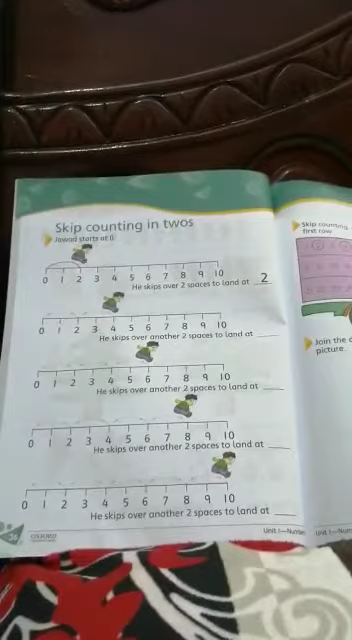 Skip counting in twos
Jawad starts at 0.
0 1 2 3 4 5 6 7 8 9 10
He skips over 2 spaces to land at 2
0 1 2 3 4 5 6 7 8 9 10
He skips over another 2 spaces to land at
0 1 2 3 4 5 6 7 8 9 10
He skips over another 2 spaces to land at
0 1 2 3 4 5 6 7 8 9 10
He skips over another 2 spaces to land at
0 1 2 3 4 5 6 7 8 9 10
He skips over another 2 spaces to land at
OXFORD
Unit 1—Number
Skip counting
first row
Join the
picture.
Unit 1—Num